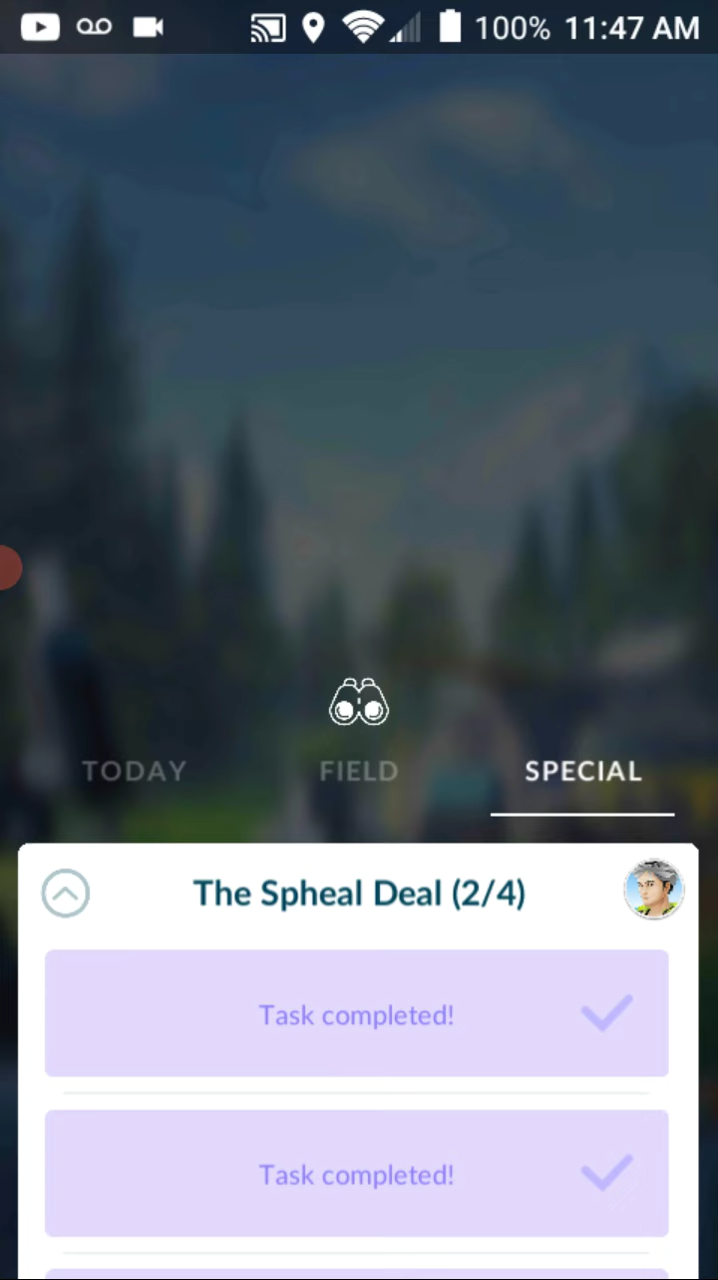 100% 11:47 AM
TODAY FIELD SPECIAL
The Spheal Deal (2/4)
Task completed!
Task completed!